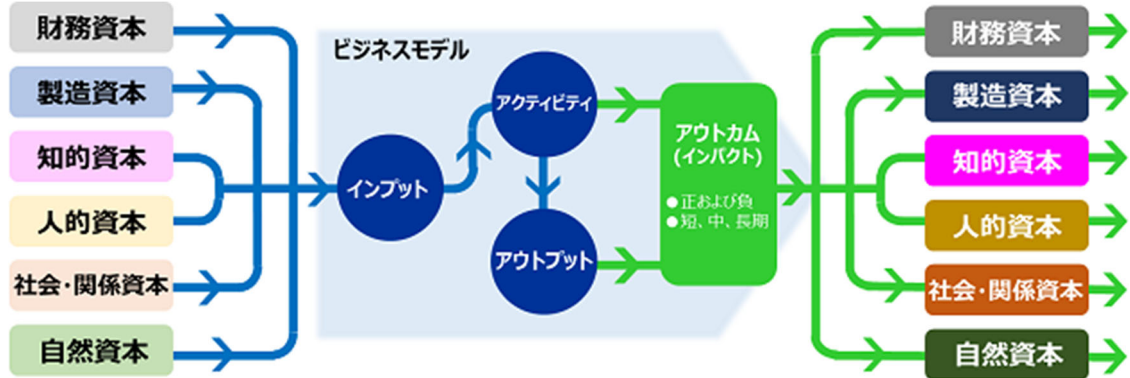 財務資本
製造資本
知的資本
人的資本
社会・関係資本
自然資本
ビジネスモデル
インプット
アクティビティ
アウトプット
アウトカム
(インパクト)
●正および負
●短、中、長期
財務資本
製造資本
知的資本
人的資本
社会・関係資本
自然資本